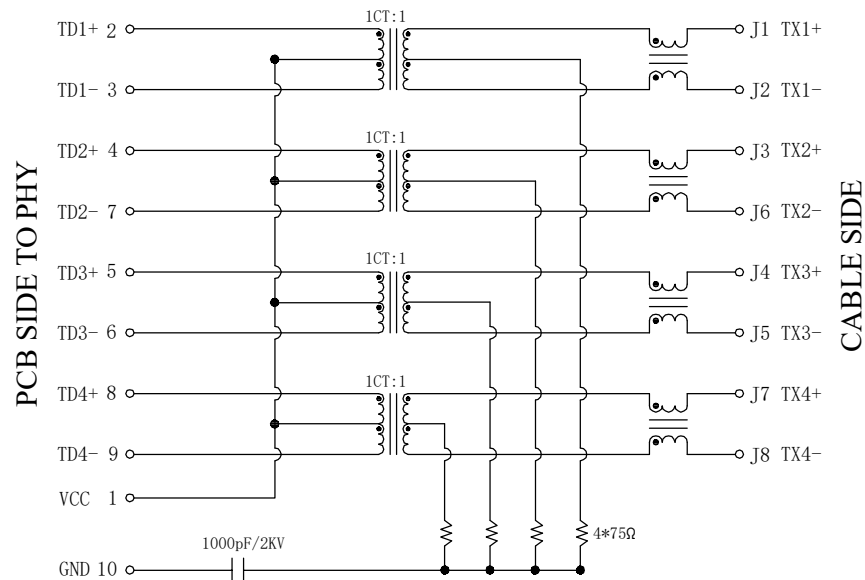 1CT:1
TD1+ 2
J1 TX1+
TD1- 3
J2 TX1-
1CT:1
TD2+ 4
J3 TX2+
TD2- 7
J6 TX2-
1CT:1
TD3+ 5
J4 TX3+
TD3- 6
J5 TX3-
1CT:1
TD4+ 8
J7 TX4+
TD4- 9
J8 TX4-
VCC 1
4*75Ω
1000pF/2KV
GND 10
PCB SIDE TO PHY
CABLE SIDE